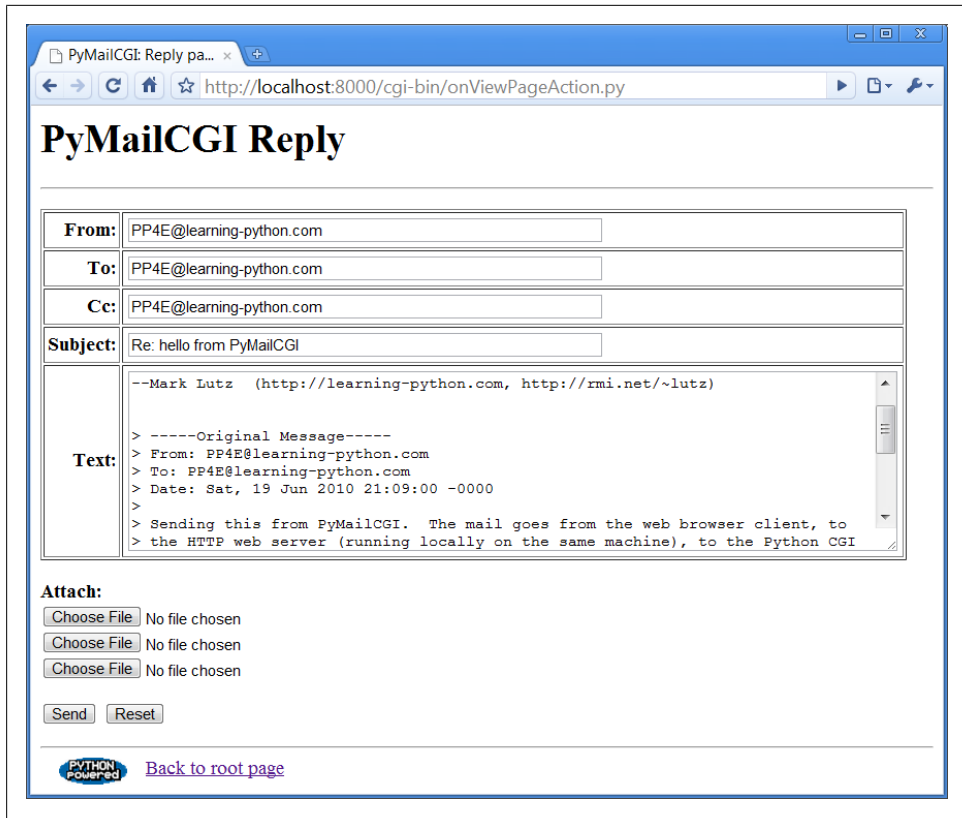 PyMailCGI: Reply pa...
http://localhost:8000/cgi-bin/onViewPageAction.py
PyMailCGI Reply
From: PP4E@learning-python.com
To: PP4E@learning-python.com
Cc: PP4E@learning-python.com
Subject: Re: hello from PyMailCGI
Text:
--Mark Lutz  (http://learning-python.com, http://rmi.net/~lutz)
> -----Original Message-----
> From: PP4E@learning-python.com
> To: PP4E@learning-python.com
> Date: Sat, 19 Jun 2010 21:09:00 -0000
>
> Sending this from PyMailCGI.  The mail goes from the web browser client, to
> the HTTP web server (running locally on the same machine), to the Python CGI
Attach:
Choose File No file chosen
Choose File No file chosen
Choose File No file chosen
Send Reset
PYTHON
Powered
Back to root page